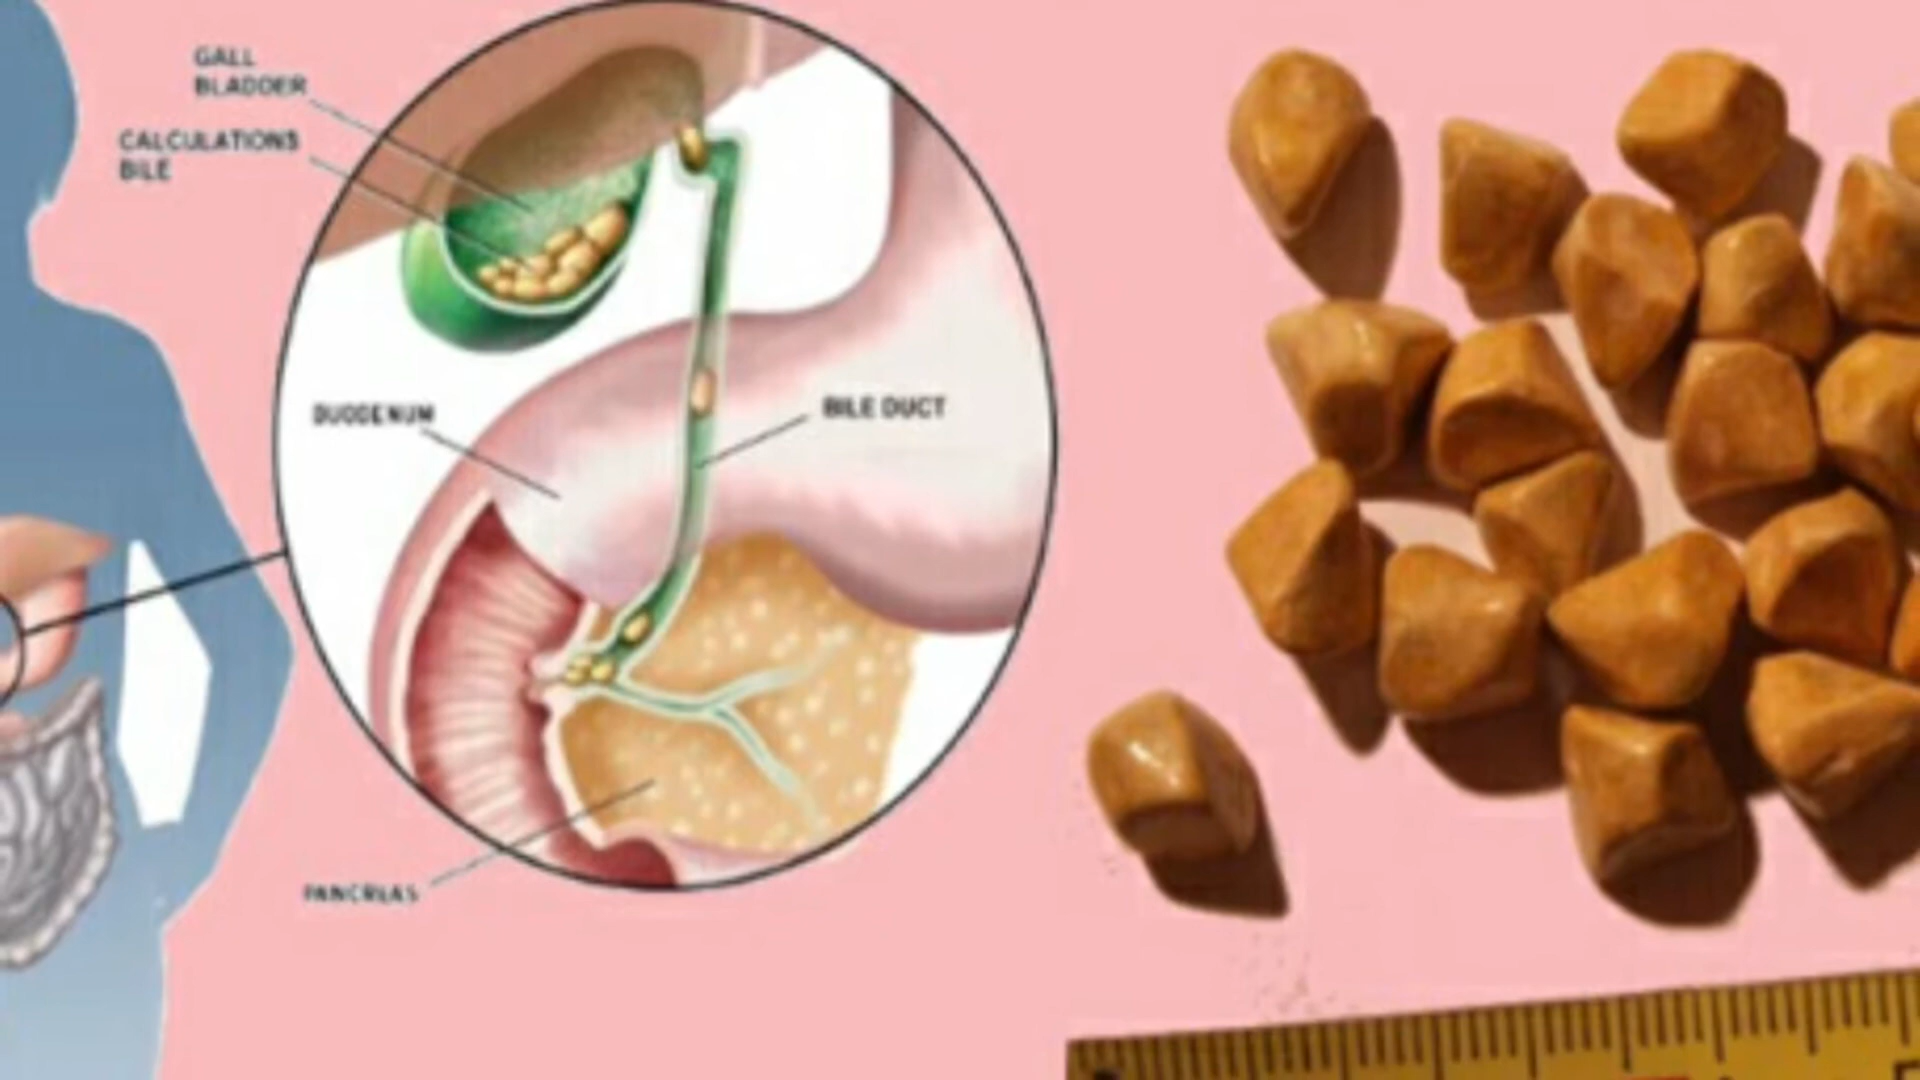 GALL
BLADDER
CALCULATIONS
BILE
DUODENUM
BILE DUCT
PANCREAS